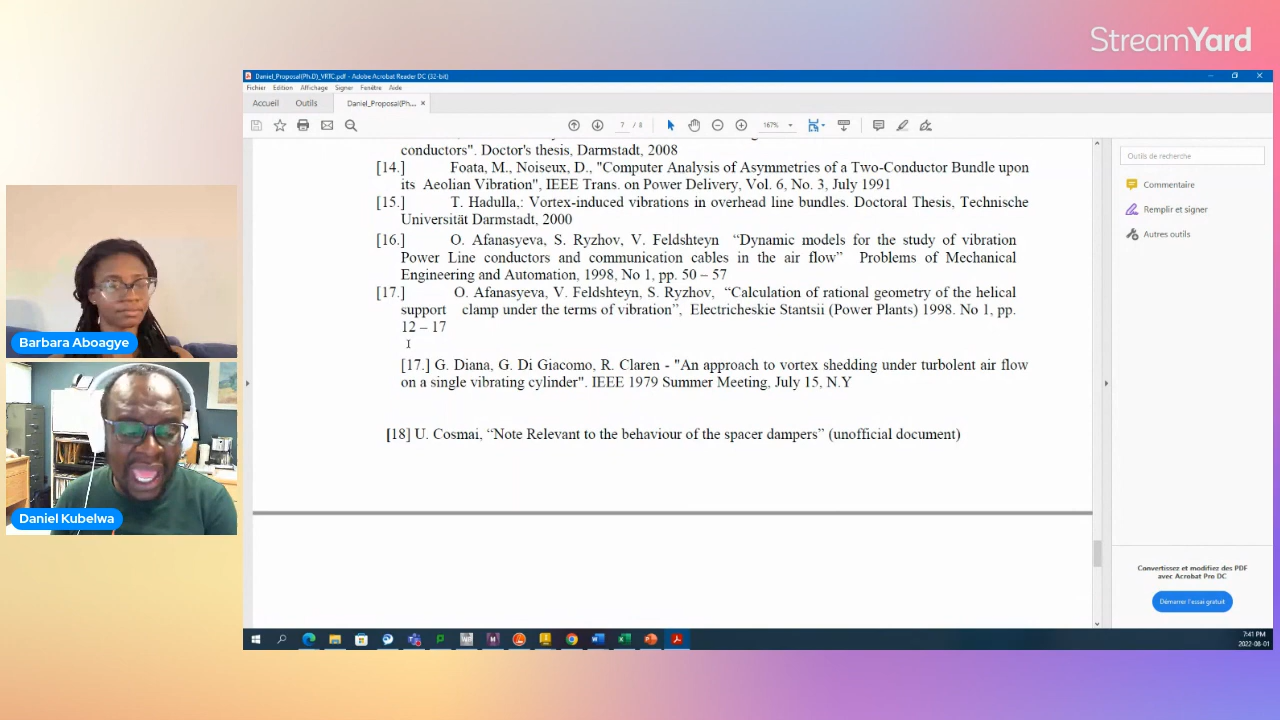 StreamYard
Daniel_Proposal(Ph.D)_VRTC.pdf - Adobe Acrobat Reader DC (32-bit)
Fichier Edition Affichage Signer Fenêtre Aide
Accueil Outils Daniel_Proposal(Ph... ×
7 / 8 167%
conductors". Doctor's thesis, Darmstadt, 2008
[14.] Foata, M., Noiseux, D., "Computer Analysis of Asymmetries of a Two-Conductor Bundle upon
its Aeolian Vibration", IEEE Trans. on Power Delivery, Vol. 6, No. 3, July 1991
[15.] T. Hadulla,: Vortex-induced vibrations in overhead line bundles. Doctoral Thesis, Technische
Universität Darmstadt, 2000
[16.] O. Afanasyeva, S. Ryzhov, V. Feldshteyn “Dynamic models for the study of vibration
Power Line conductors and communication cables in the air flow” Problems of Mechanical
Engineering and Automation, 1998, No 1, pp. 50 – 57
[17.] O. Afanasyeva, V. Feldshteyn, S. Ryzhov, “Calculation of rational geometry of the helical
support clamp under the terms of vibration”, Electricheskie Stantsii (Power Plants) 1998. No 1, pp.
12 – 17
[17.] G. Diana, G. Di Giacomo, R. Claren - "An approach to vortex shedding under turbolent air flow
on a single vibrating cylinder". IEEE 1979 Summer Meeting, July 15, N.Y
[18] U. Cosmai, “Note Relevant to the behaviour of the spacer dampers” (unofficial document)
Outils de recherche
Commentaire
Remplir et signer
Autres outils
Convertissez et modifiez des PDF
avec Acrobat Pro DC
Démarrer l'essai gratuit
Barbara Aboagye
Daniel Kubelwa
7:41 PM
2022-08-01